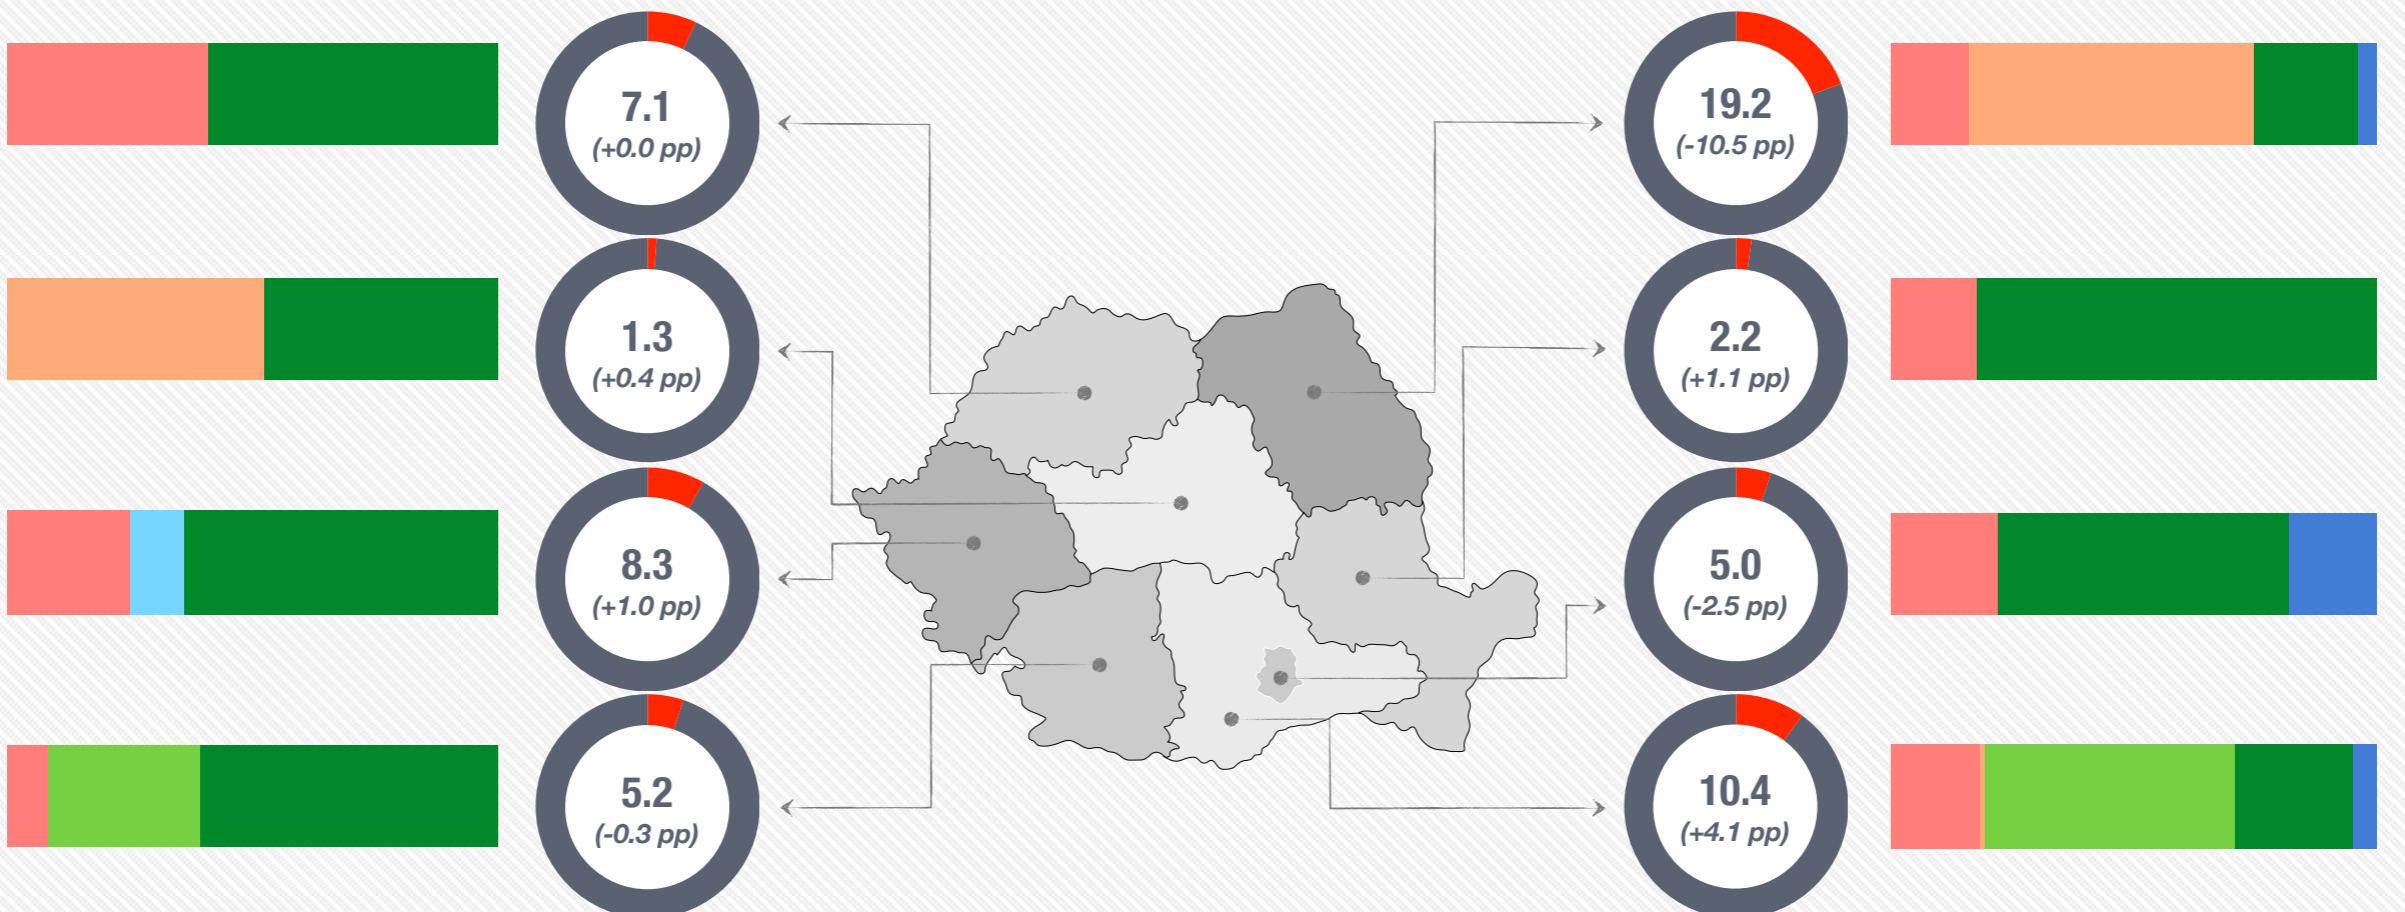 7.1
(+0.0 pp)
19.2
(-10.5 pp)
1.3
(+0.4 pp)
2.2
(+1.1 pp)
8.3
(+1.0 pp)
5.0
(-2.5 pp)
5.2
(-0.3 pp)
10.4
(+4.1 pp)